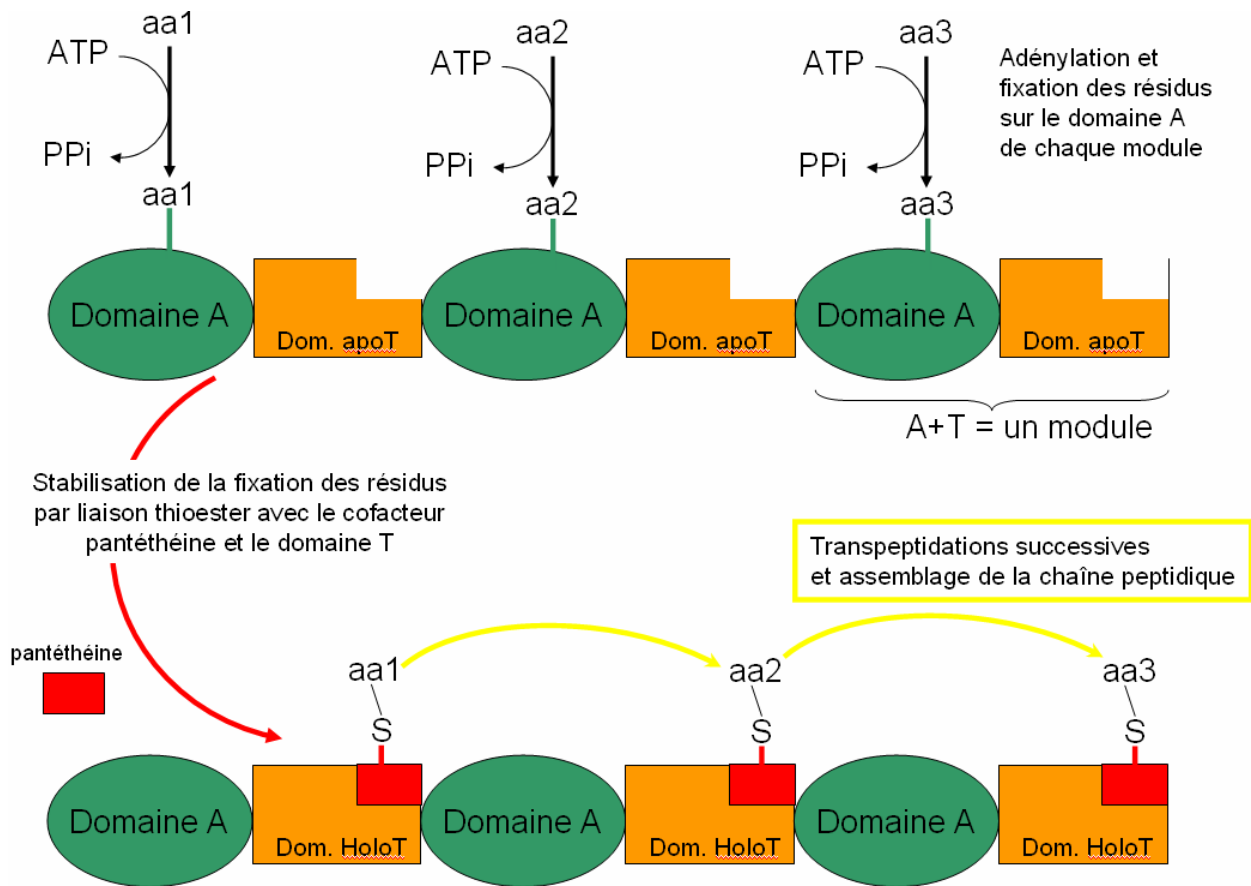 aa1
aa2
aa3
ATP
ATP
ATP
Adénylation et
fixation des résidus
sur le domaine A
de chaque module
PPi
PPi
PPi
aa1
aa2
aa3
Domaine A
Dom. apoT
Domaine A
Dom. apoT
Domaine A
Dom. apoT
A+T = un module
Stabilisation de la fixation des résidus
par liaison thioester avec le cofacteur
pantéthéine et le domaine T
Transpeptidations successives
et assemblage de la chaîne peptidique
pantéthéine
aa1
aa2
aa3
S
S
S
Domaine A
Dom. HoloT
Domaine A
Dom. HoloT
Domaine A
Dom. HoloT